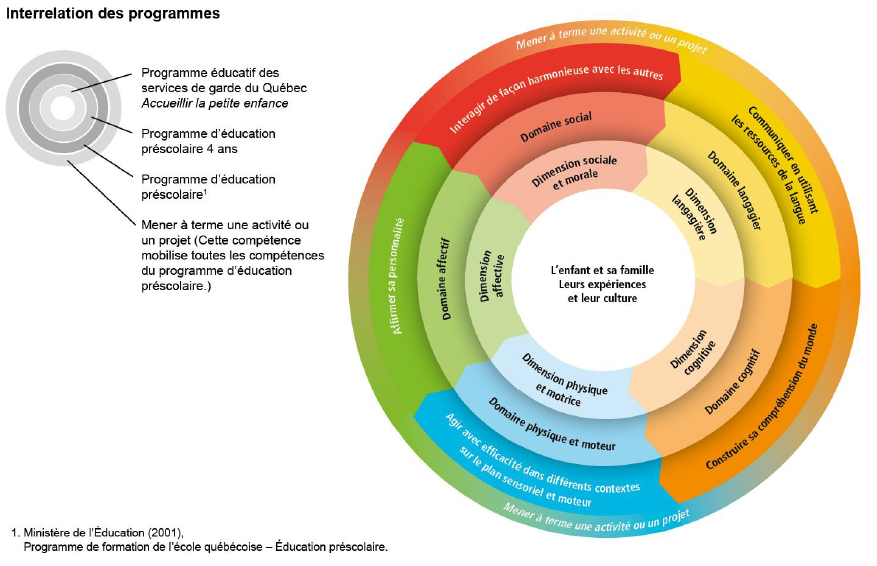 Interrelation des programmes
Programme éducatif des
services de garde du Québec
Accueillir la petite enfance
Programme d'éducation
préscolaire 4 ans
Programme d'éducation
préscolaire1
Mener à terme une activité ou
un projet (Cette compétence
mobilise toutes les compétences
du programme d'éducation
préscolaire.)
Mener à terme une activité ou un projet
Interagir de façon harmonieuse avec les autres
Communiquer en utilisant
les ressources de la langue
Domaine social
Domaine langagier
Dimension sociale
et morale
Dimension
langagière
Affirmer sa personnalité
Domaine affectif
Dimension
affective
L'enfant et sa famille
Leurs expériences
et leur culture
Dimension
cognitive
Domaine cognitif
Construire sa compréhension du monde
Dimension physique
et motrice
Domaine physique et moteur
Agir avec efficacité dans différents contextes
sur le plan sensoriel et moteur
Mener à terme une activité ou un projet
1. Ministère de l'Éducation (2001),
Programme de formation de l'école québécoise – Éducation préscolaire.